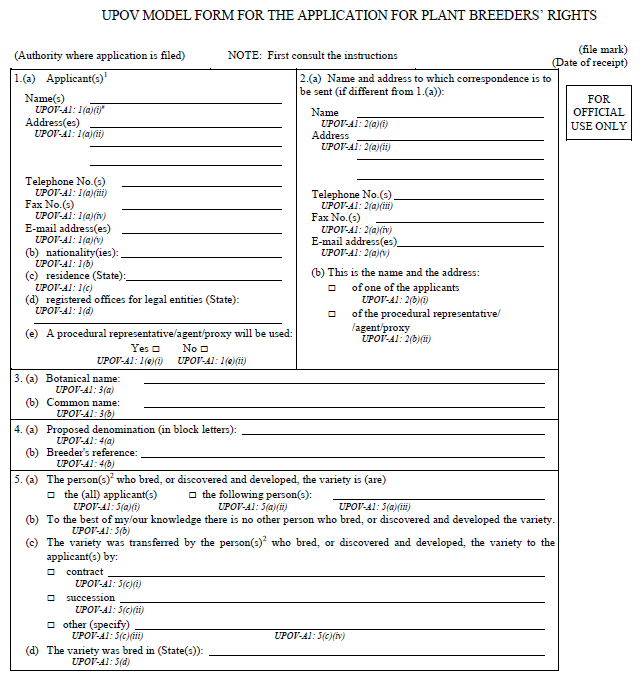 UPOV MODEL FORM FOR THE APPLICATION FOR PLANT BREEDERS’ RIGHTS
(file mark)
(Authority where application is filed) NOTE: First consult the instructions
(Date of receipt)
FOR
OFFICIAL
USE ONLY
1.(a) Applicant(s)1
Name(s)
UPOV-A1: 1(a)(i)#
Address(es)
UPOV-A1: 1(a)(ii)
Telephone No.(s)
UPOV-A1: 1(a)(iii)
Fax No.(s)
UPOV-A1: 1(a)(iv)
E-mail address(es)
UPOV-A1: 1(a)(v)
(b) nationality(ies):
UPOV-A1: 1(b)
(c) residence (State):
UPOV-A1: 1(c)
(d) registered offices for legal entities (State):
UPOV-A1: 1(d)
(e) A procedural representative/agent/proxy will be used:
Yes □ No □
UPOV-A1: 1(e)(i) UPOV-A1: 1(e)(ii)
2.(a) Name and address to which correspondence is to
be sent (if different from 1.(a)):
Name
UPOV-A1: 2(a)(i)
Address
UPOV-A1: 2(a)(ii)
Telephone No.(s)
UPOV-A1: 2(a)(iii)
Fax No.(s)
UPOV-A1: 2(a)(iv)
E-mail address(es)
UPOV-A1: 2(a)(v)
(b) This is the name and the address:
□ of one of the applicants
UPOV-A1: 2(b)(i)
□ of the procedural representative/
/agent/proxy
UPOV-A1: 2(b)(ii)
3. (a) Botanical name:
UPOV-A1: 3(a)
(b) Common name:
UPOV-A1: 3(b)
4. (a) Proposed denomination (in block letters):
UPOV-A1: 4(a)
(b) Breeder's reference:
UPOV-A1: 4(b)
5. (a) The person(s)2 who bred, or discovered and developed, the variety is (are)
□ the (all) applicant(s) □ the following person(s):
UPOV-A1: 5(a)(i) UPOV-A1: 5(a)(ii) UPOV-A1: 5(a)(iii)
(b) To the best of my/our knowledge there is no other person who bred, or discovered and developed the variety.
UPOV-A1: 5(b)
(c) The variety was transferred by the person(s)2 who bred, or discovered and developed, the variety to the
applicant(s) by:
□ contract
UPOV-A1: 5(c)(i)
□ succession
UPOV-A1: 5(c)(ii)
□ other (specify)
UPOV-A1: 5(c)(iii) UPOV-A1: 5(c)(iv)
(d) The variety was bred in (State(s)):
UPOV-A1: 5(d)